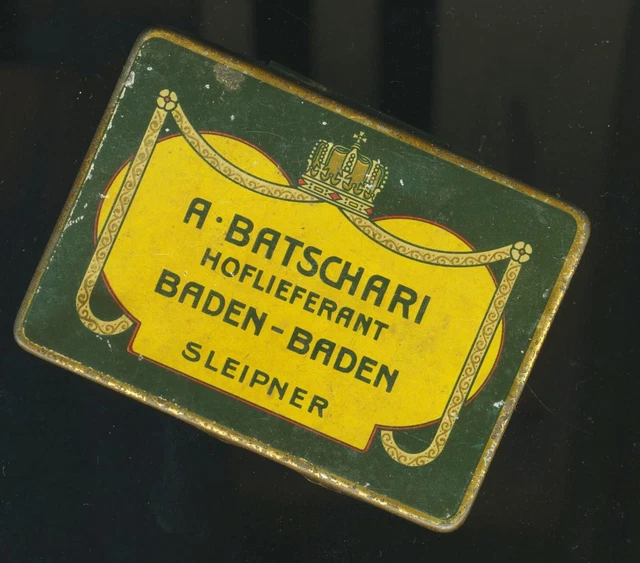 A·BATSCHARI
HOFLIEFERANT
BADEN-BADEN
SLEIPNER